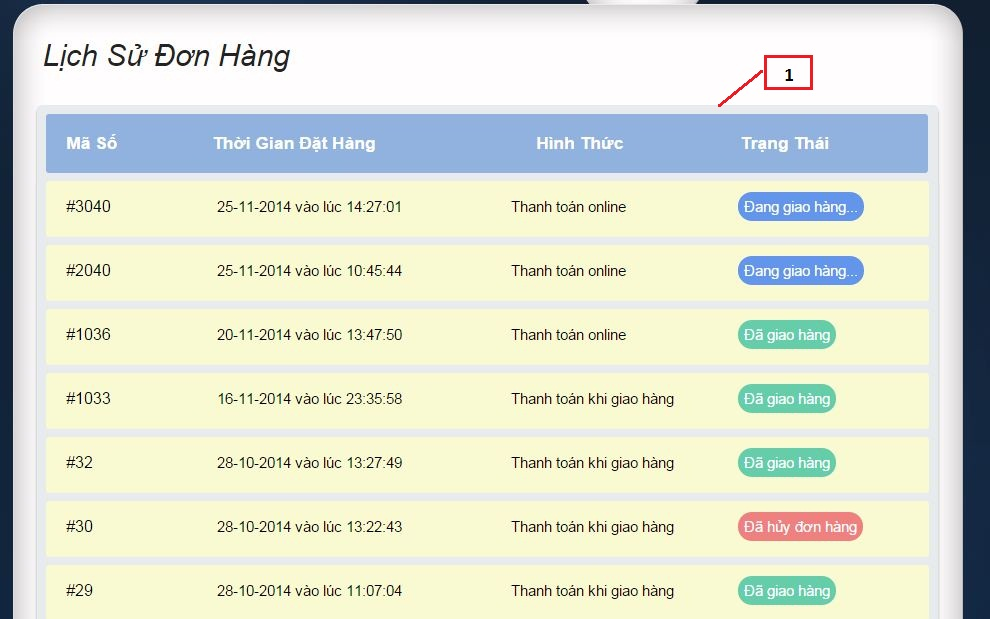 Lịch Sử Đơn Hàng
1
Mã Số Thời Gian Đặt Hàng Hình Thức Trạng Thái
#3040 25-11-2014 vào lúc 14:27:01 Thanh toán online Đang giao hàng...
#2040 25-11-2014 vào lúc 10:45:44 Thanh toán online Đang giao hàng...
#1036 20-11-2014 vào lúc 13:47:50 Thanh toán online Đã giao hàng
#1033 16-11-2014 vào lúc 23:35:58 Thanh toán khi giao hàng Đã giao hàng
#32 28-10-2014 vào lúc 13:27:49 Thanh toán khi giao hàng Đã giao hàng
#30 28-10-2014 vào lúc 13:22:43 Thanh toán khi giao hàng Đã hủy đơn hàng
#29 28-10-2014 vào lúc 11:07:04 Thanh toán khi giao hàng Đã giao hàng